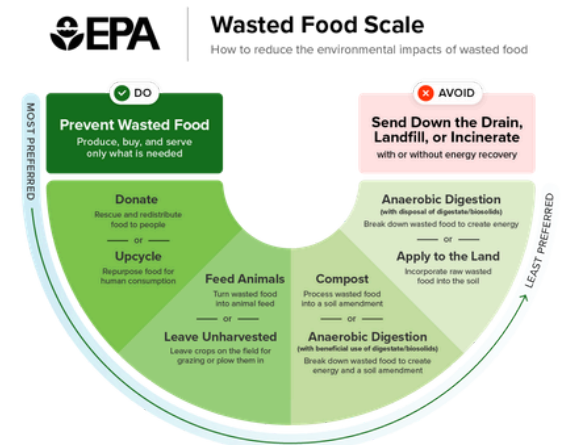 EPA
Wasted Food Scale
How to reduce the environmental impacts of wasted food
DO
Prevent Wasted Food
Produce, buy, and serve
only what is needed
AVOID
Send Down the Drain,
Landfill, or Incinerate
with or without energy recovery
MOST PREFERRED
Donate
Rescue and redistribute
food to people
or
Upcycle
Repurpose food for
human consumption
Feed Animals
Turn wasted food
into animal feed
or
Leave Unharvested
Leave crops on the field for
grazing or plow them in
Compost
Process wasted food
into a soil amendment
or
Anaerobic Digestion
(with beneficial use of digestate/biosolids)
Break down wasted food to create
energy and a soil amendment
Anaerobic Digestion
(with disposal of digestate/biosolids)
Break down wasted food to create energy
or
Apply to the Land
Incorporate raw wasted
food into the soil
LEAST PREFERRED